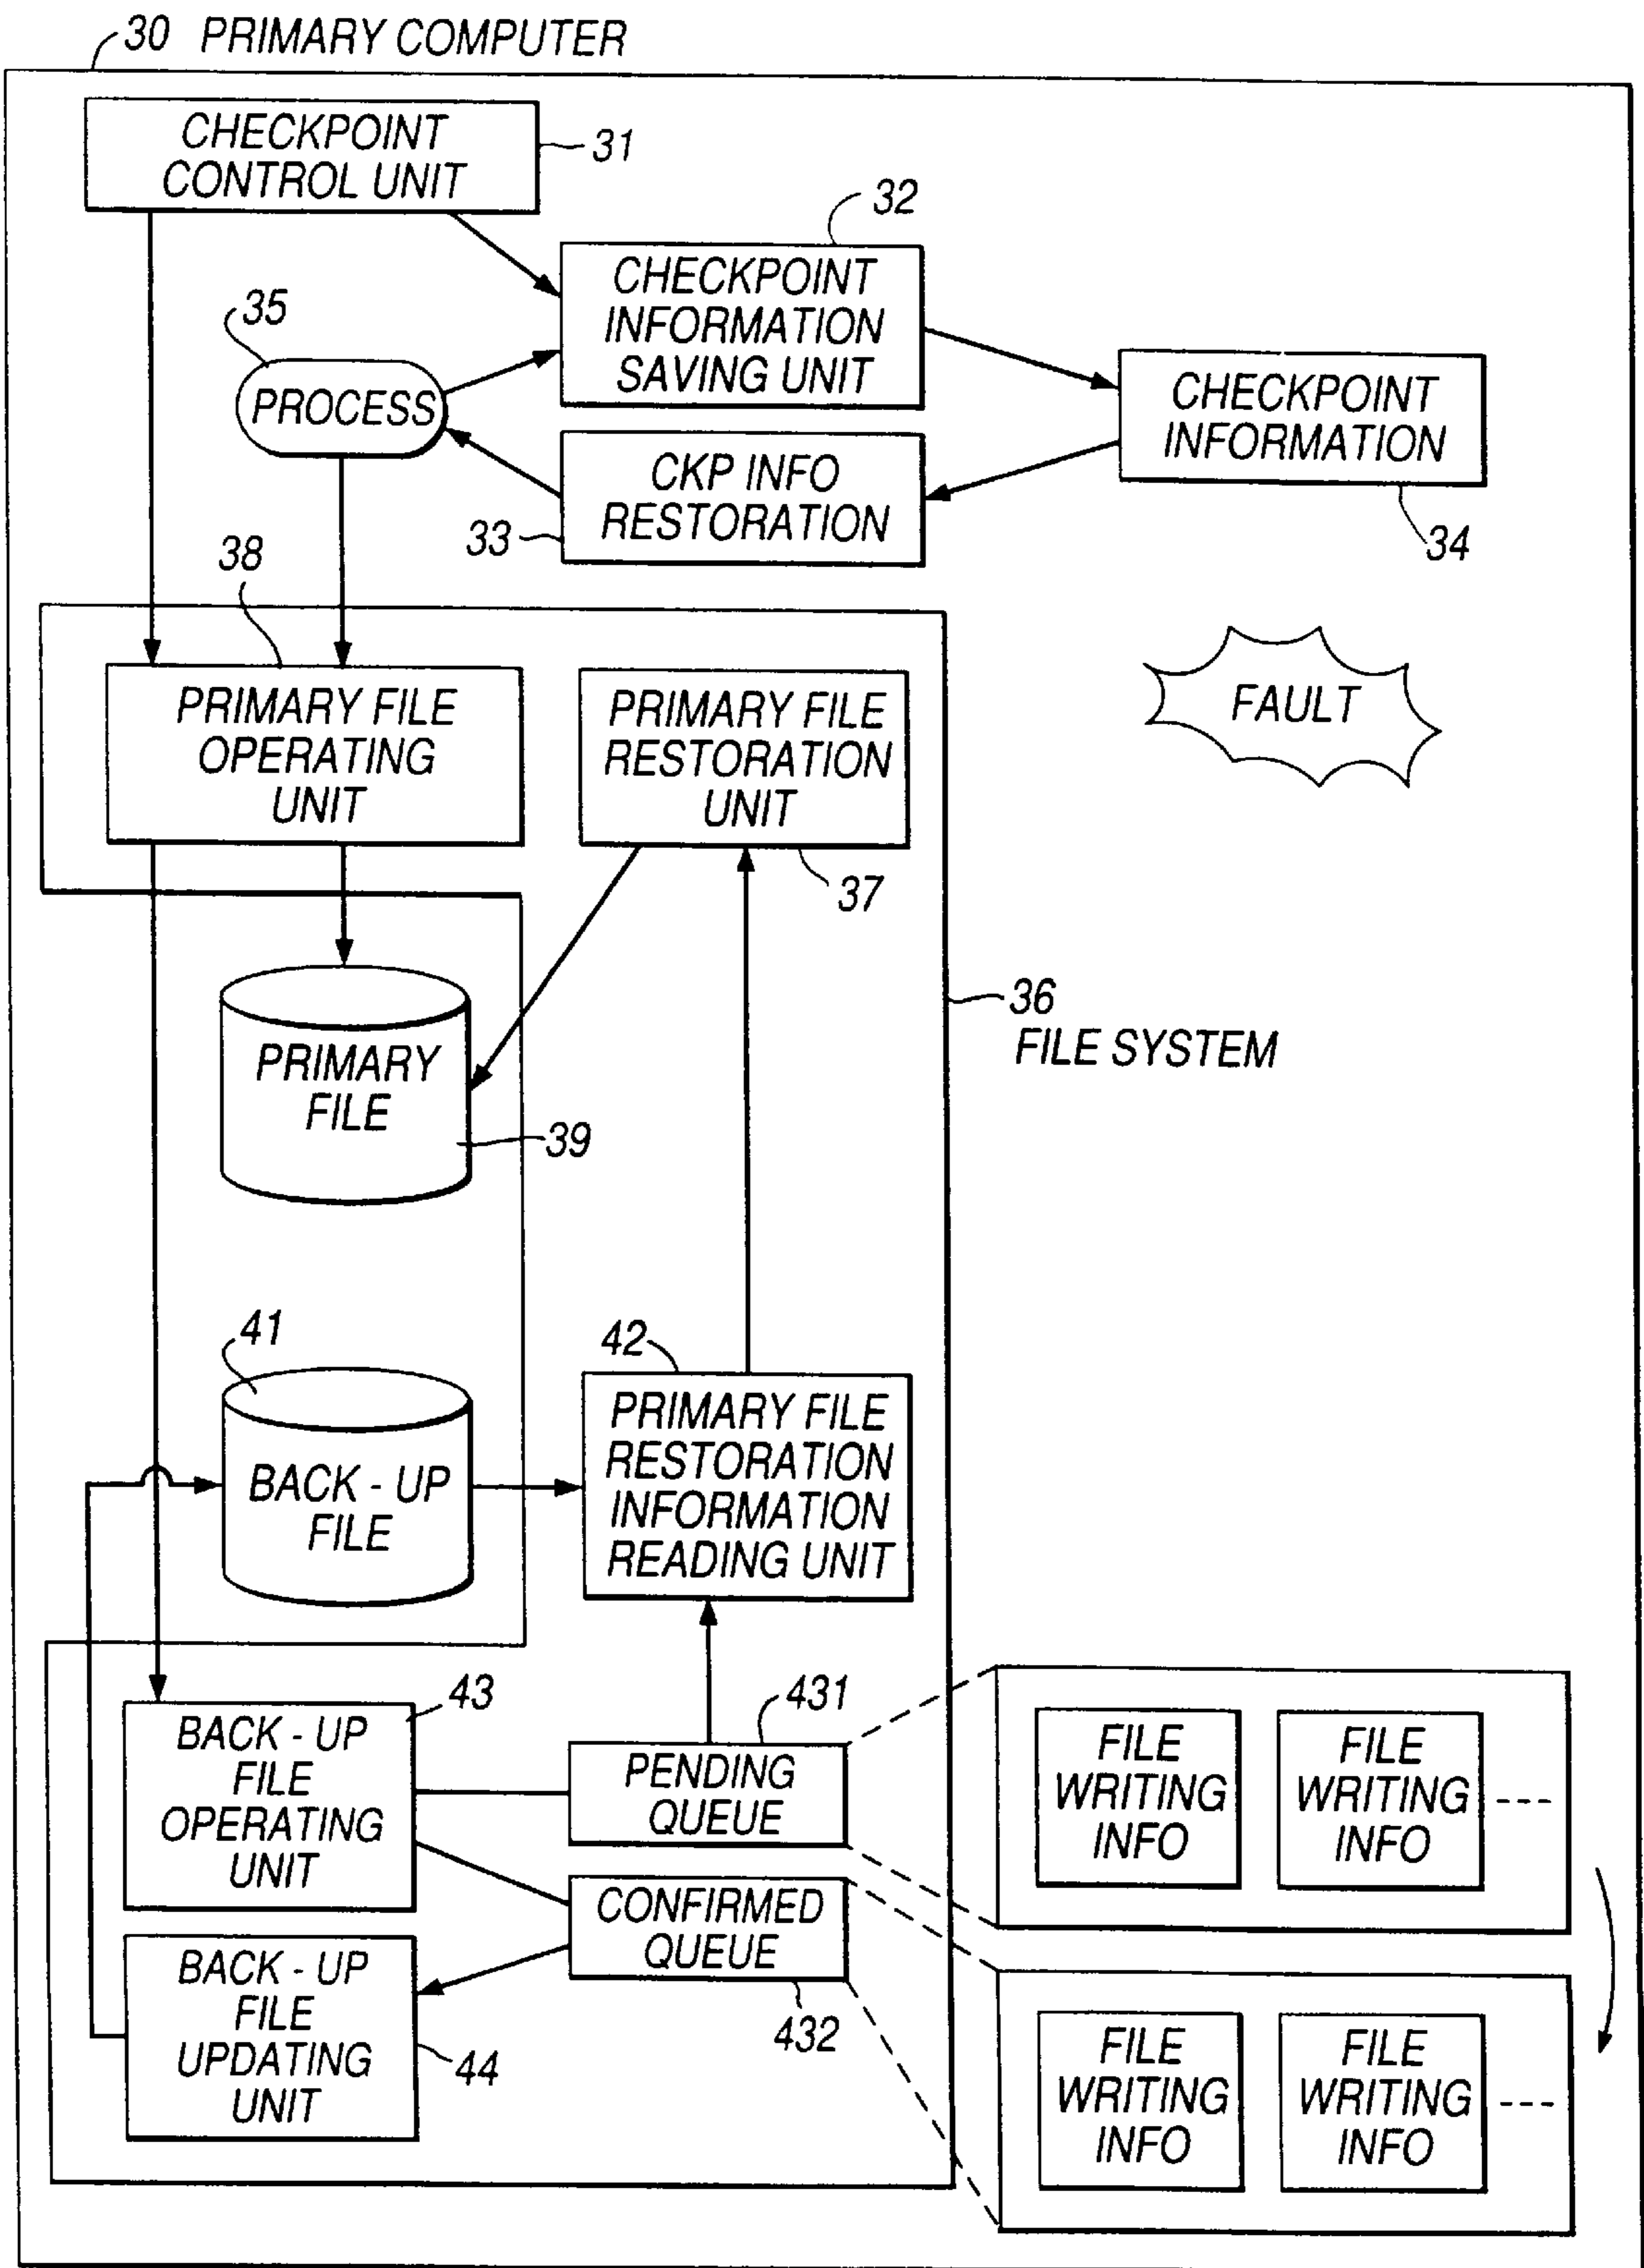 30 PRIMARY COMPUTER
CHECKPOINT
CONTROL UNIT
31
32
CHECKPOINT
INFORMATION
SAVING UNIT
35
PROCESS
CHECKPOINT
INFORMATION
34
CKP INFO
RESTORATION
33
38
PRIMARY FILE
OPERATING
UNIT
PRIMARY FILE
RESTORATION
UNIT
37
FAULT
36
FILE SYSTEM
PRIMARY
FILE
39
41
BACK - UP
FILE
42
PRIMARY FILE
RESTORATION
INFORMATION
READING UNIT
43
BACK - UP
FILE
OPERATING
UNIT
431
PENDING
QUEUE
FILE
WRITING
INFO
FILE
WRITING
INFO
CONFIRMED
QUEUE
432
BACK - UP
FILE
UPDATING
UNIT
44
FILE
WRITING
INFO
FILE
WRITING
INFO